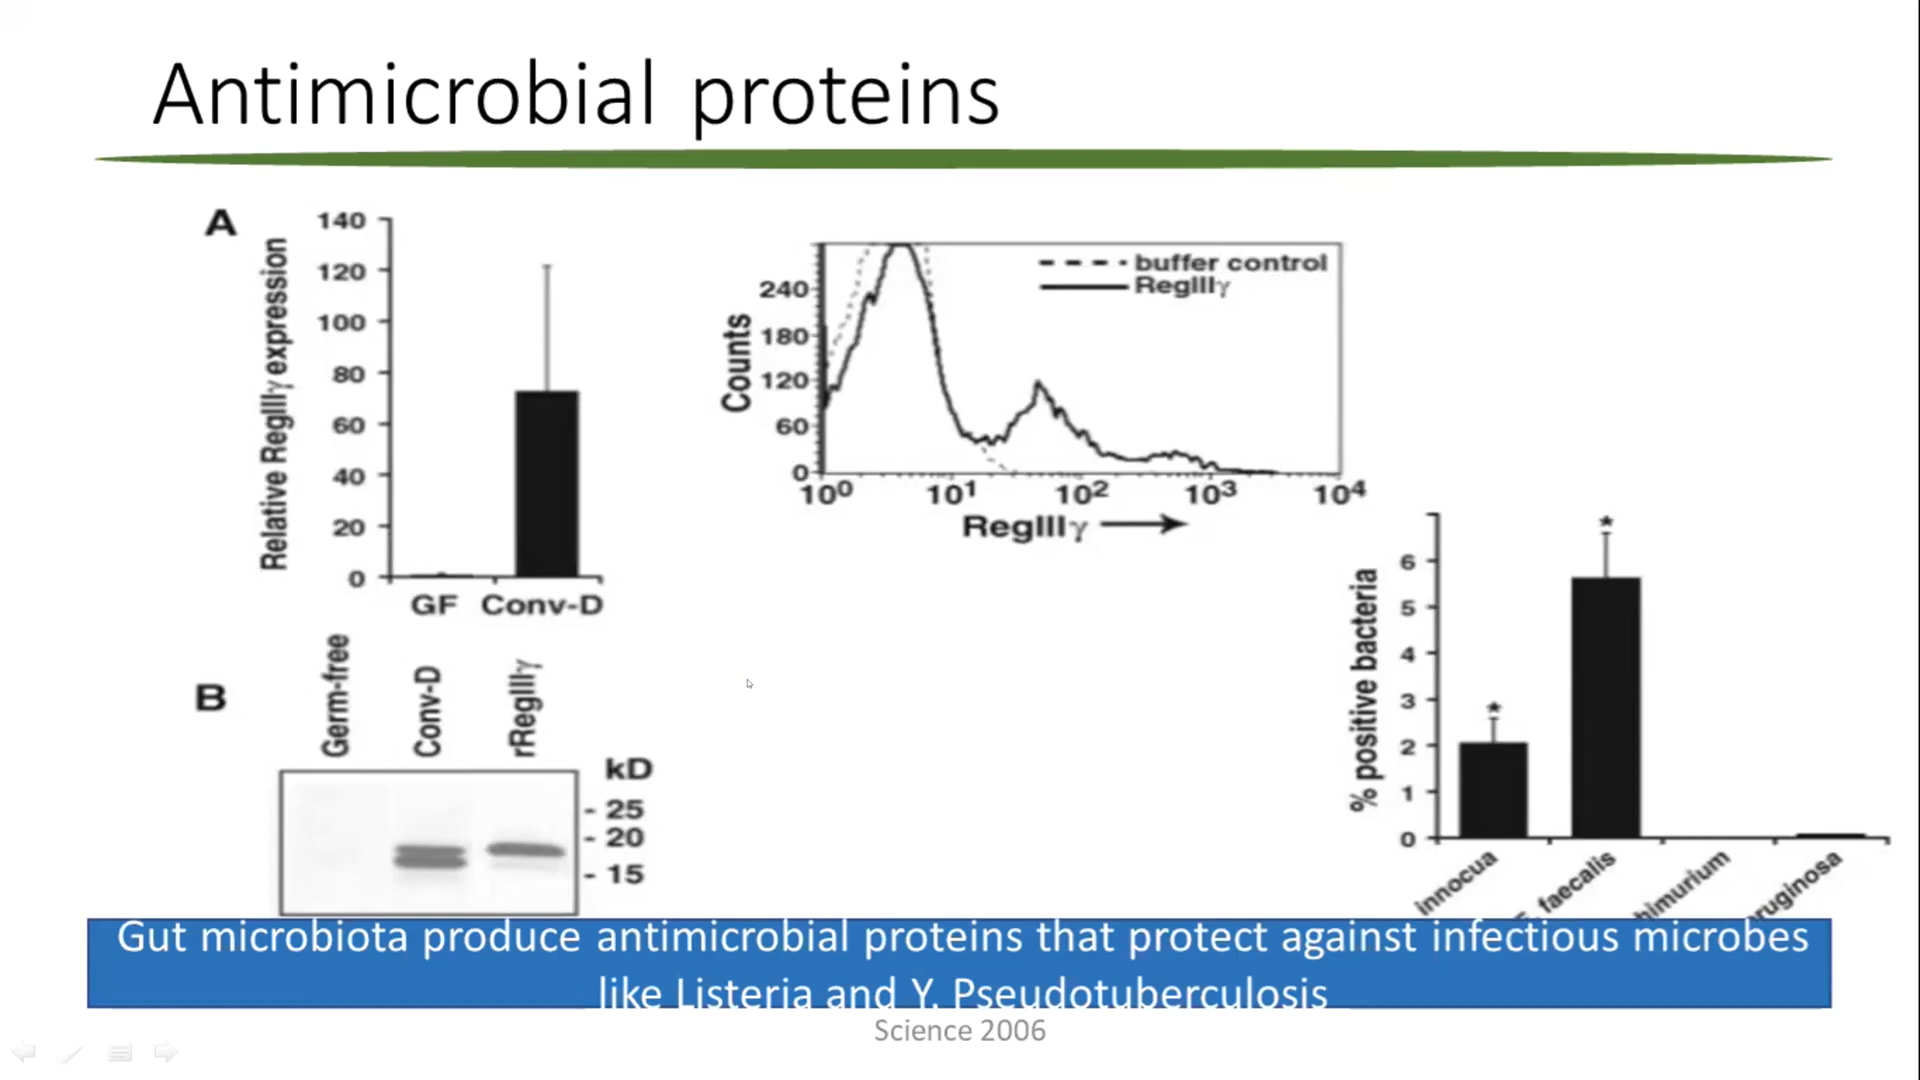 Antimicrobial proteins
A
Relative RegIIIγ expression
140
120
100
80
60
40
20
0
GF Conv-D
Counts
240
180
120
60
0
buffer control
RegIIIγ
10⁰ 10¹ 10² 10³ 10⁴
RegIIIγ
B
Germ-free
Conv-D
rRegIIIγ
kD
- 25
- 20
- 15
% positive bacteria
6
5
4
3
2
1
0
*
*
innocua
faecalis
Gut microbiota produce antimicrobial proteins that protect against infectious microbes
like Listeria and Y. Pseudotuberculosis
Science 2006